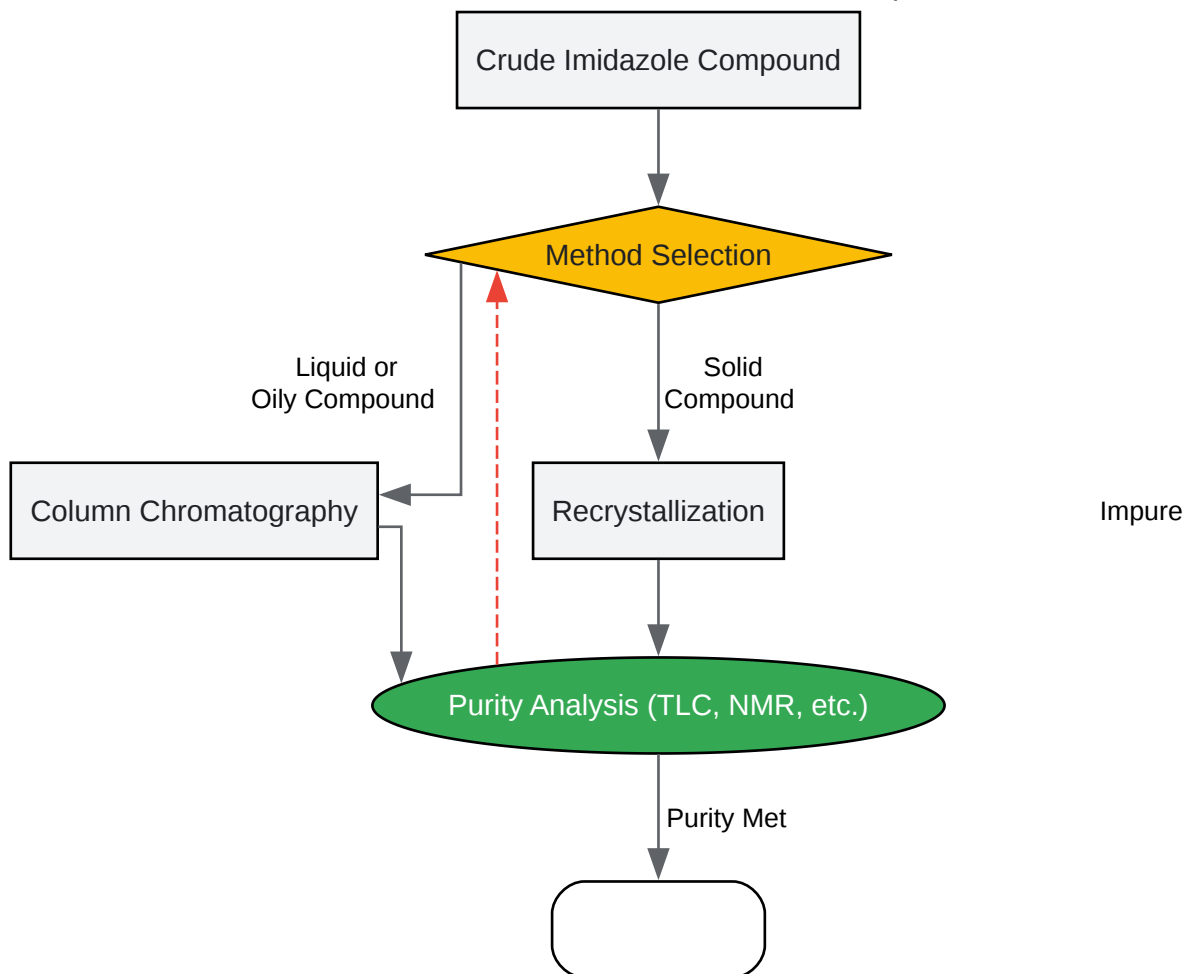 Crude Imidazole Compound
Method Selection
Liquid or
Oily Compound
Solid
Compound
Column Chromatography
Recrystallization
Impure
Purity Analysis (TLC, NMR, etc.)
Purity Met